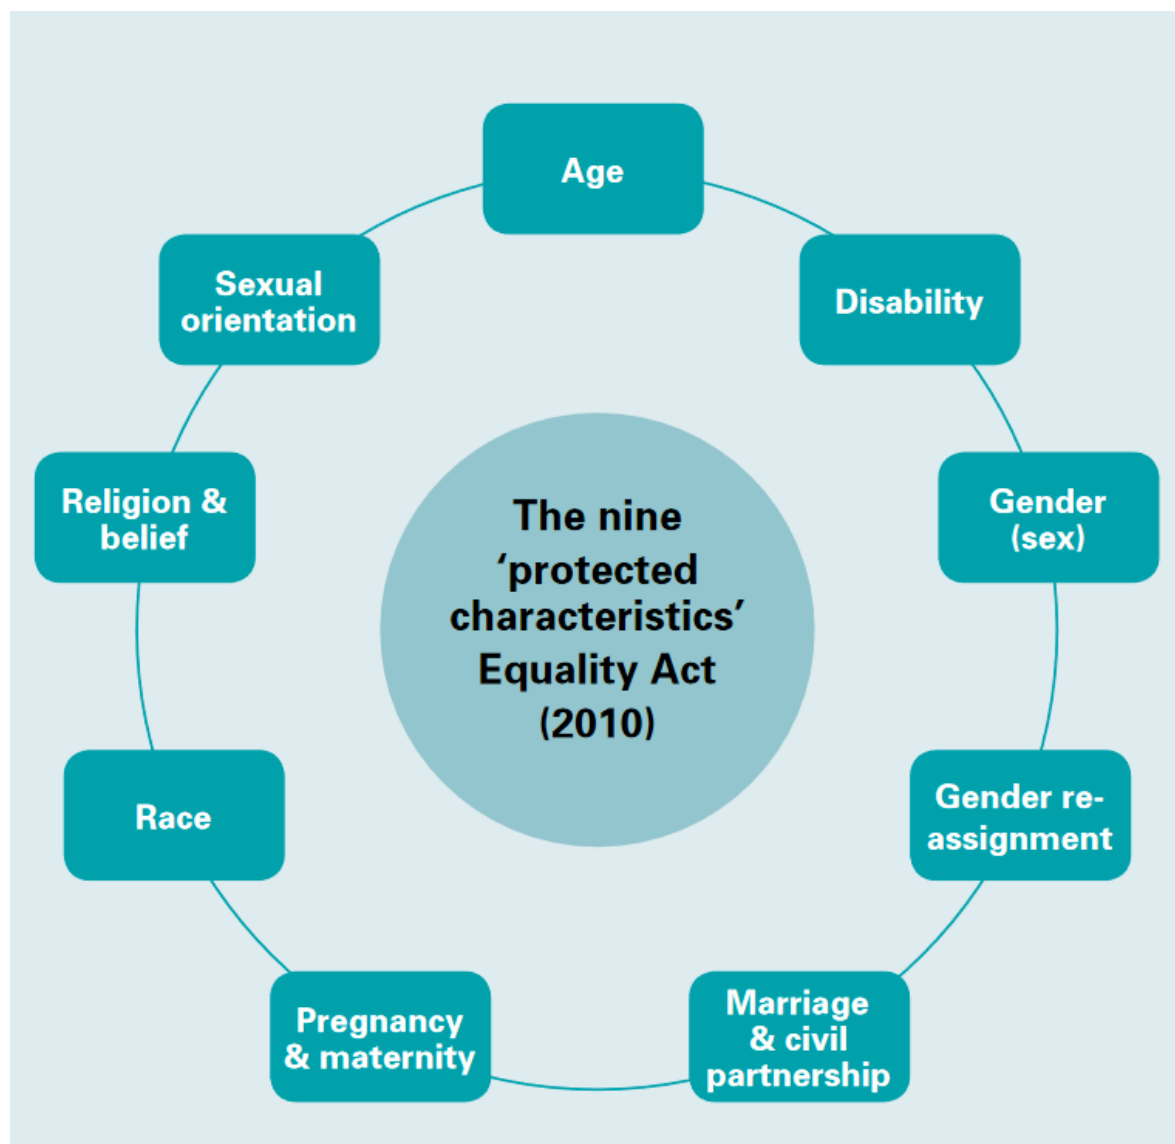 Age
Disability
Gender
(sex)
Gender re-
assignment
Marriage
& civil
partnership
Pregnancy
& maternity
Race
Religion &
belief
Sexual
orientation
The nine
‘protected
characteristics’
Equality Act
(2010)